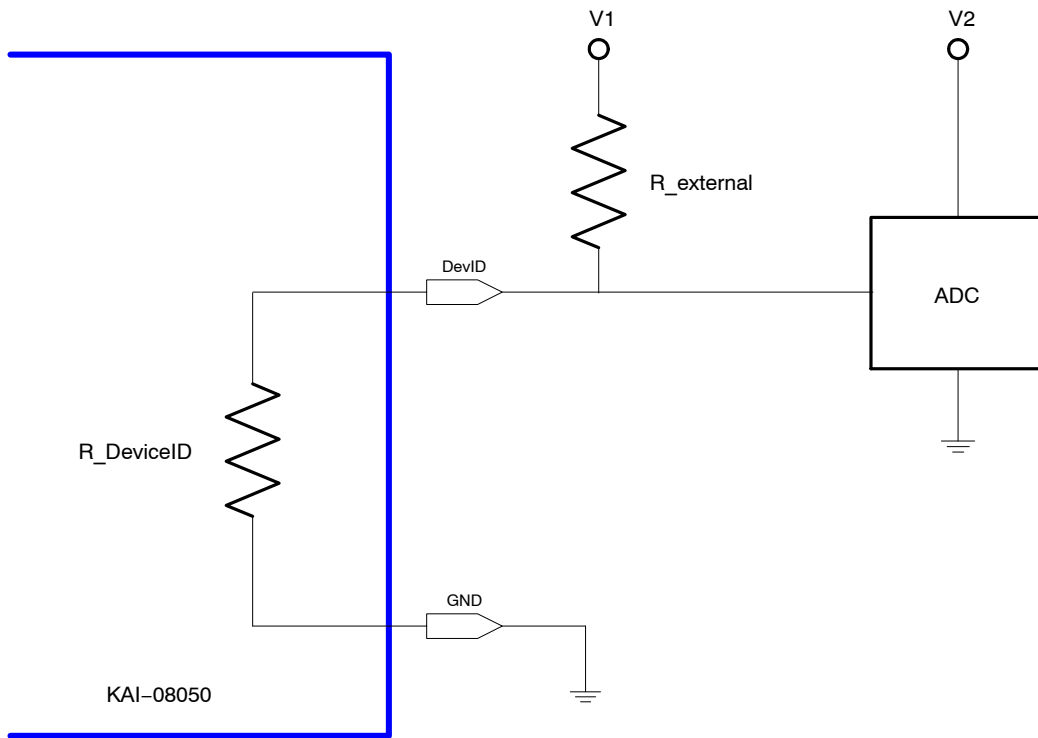 V1
V2
R_external
DevID
ADC
R_DeviceID
GND
KAI−08050